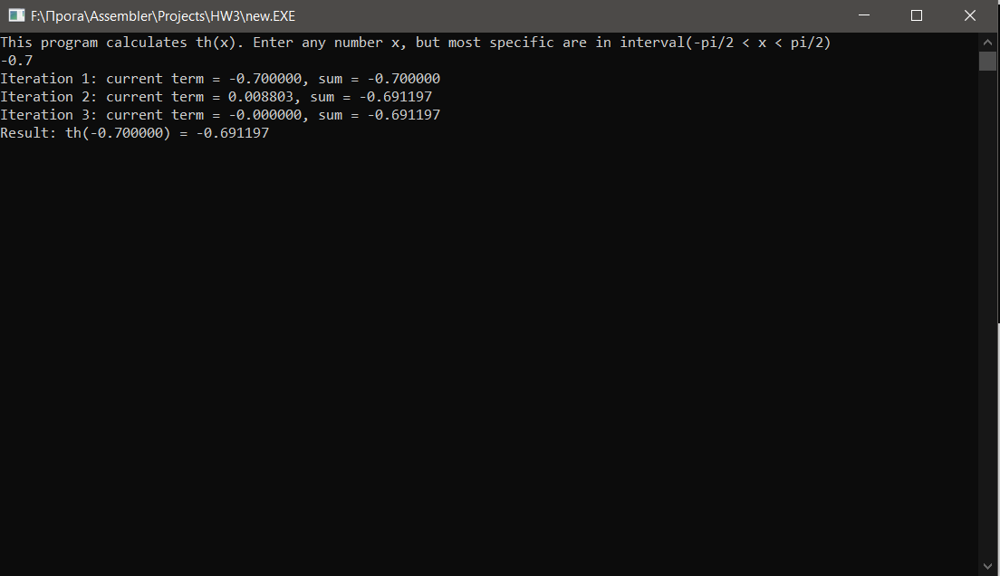 F:\Прога\Assembler\Projects\HW3\new.EXE
This program calculates th(x). Enter any number x, but most specific are in interval(-pi/2 < x < pi/2)
-0.7
Iteration 1: current term = -0.700000, sum = -0.700000
Iteration 2: current term = 0.008803, sum = -0.691197
Iteration 3: current term = -0.000000, sum = -0.691197
Result: th(-0.700000) = -0.691197